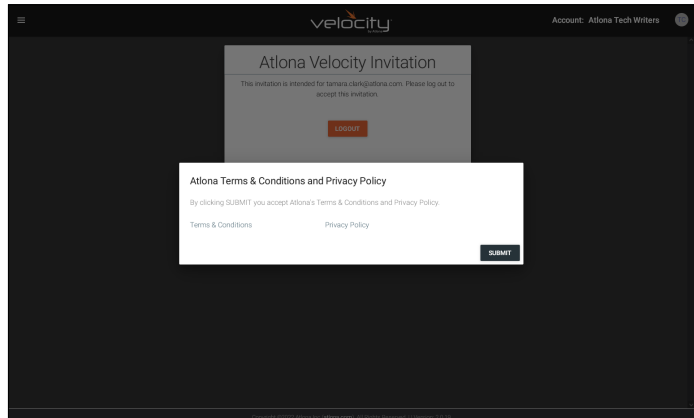 velocity
by Atlona
Account: Atlona Tech Writers
Atlona Velocity Invitation
This invitation is intended for tamara.clark@atlona.com. Please log out to
accept this invitation.
LOGOUT
Atlona Terms & Conditions and Privacy Policy
By clicking SUBMIT you accept Atlona's Terms & Conditions and Privacy Policy.
Terms & Conditions
Privacy Policy
SUBMIT